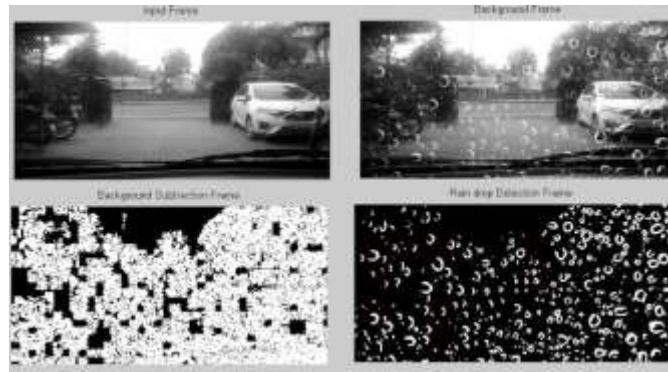 Input Frame
Background Frame
Background Subtraction Frame
Rain drop Detection Frame